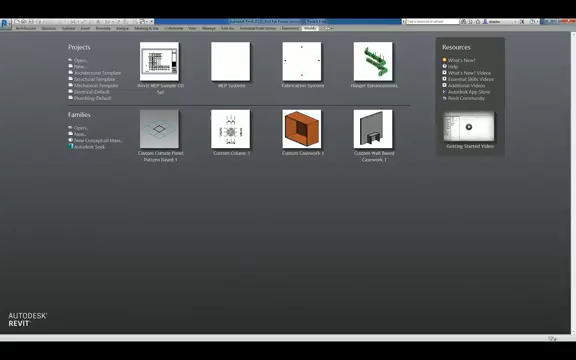 Projects
Open...
New...
Architectural Template
Structural Template
Mechanical Template
Electrical-Default
Plumbing-Default
Revit MEP Sample CD
Set
MEP Systems
Fabrication Systems
Hanger Enhancements
Families
Open...
New...
New Conceptual Mass...
Autodesk Seek
Custom Curtain Panel
Pattern Based 1
Custom Column 1
Custom Casework 1
Custom Wall Based
Casework 1
Resources
What's New?
Help
What's New? Videos
Essential Skills Videos
Additional Videos
Autodesk App Store
Revit Community
Getting Started Video
AUTODESK®
REVIT®